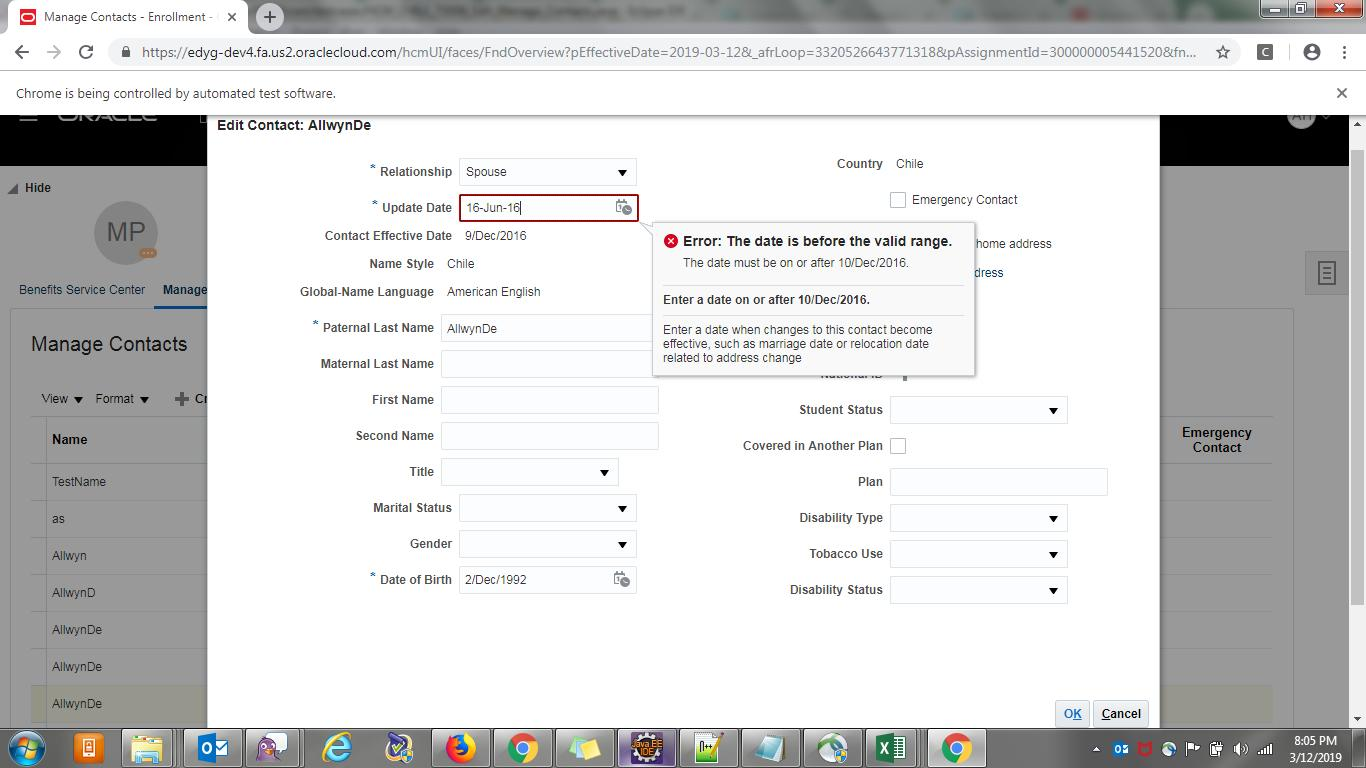 Manage Contacts - Enrollment -
https://edyg-dev4.fa.us2.oraclecloud.com/hcmUI/faces/FndOverview?pEffectiveDate=2019-03-12&_afrLoop=3320526643771318&pAssignmentId=300000005441520&fn...
Chrome is being controlled by automated test software.
ORACLE
AH
Edit Contact: AllwynDe
Hide
MP
Benefits Service Center
Manage
Manage Contacts
View
Format
Name
Emergency
Contact
TestName
as
Allwyn
AllwynD
AllwynDe
AllwynDe
AllwynDe
* Relationship Spouse
* Update Date 16-Jun-16
Contact Effective Date 9/Dec/2016
Name Style Chile
Global-Name Language American English
* Paternal Last Name AllwynDe
Maternal Last Name
First Name
Second Name
Title
Marital Status
Gender
* Date of Birth 2/Dec/1992
Country Chile
Emergency Contact
home address
Error: The date is before the valid range.
The date must be on or after 10/Dec/2016.
Enter a date on or after 10/Dec/2016.
Enter a date when changes to this contact become
effective, such as marriage date or relocation date
related to address change
National ID
Student Status
Covered in Another Plan
Plan
Disability Type
Tobacco Use
Disability Status
OK
Cancel
Java EE
IDE
8:05 PM
3/12/2019